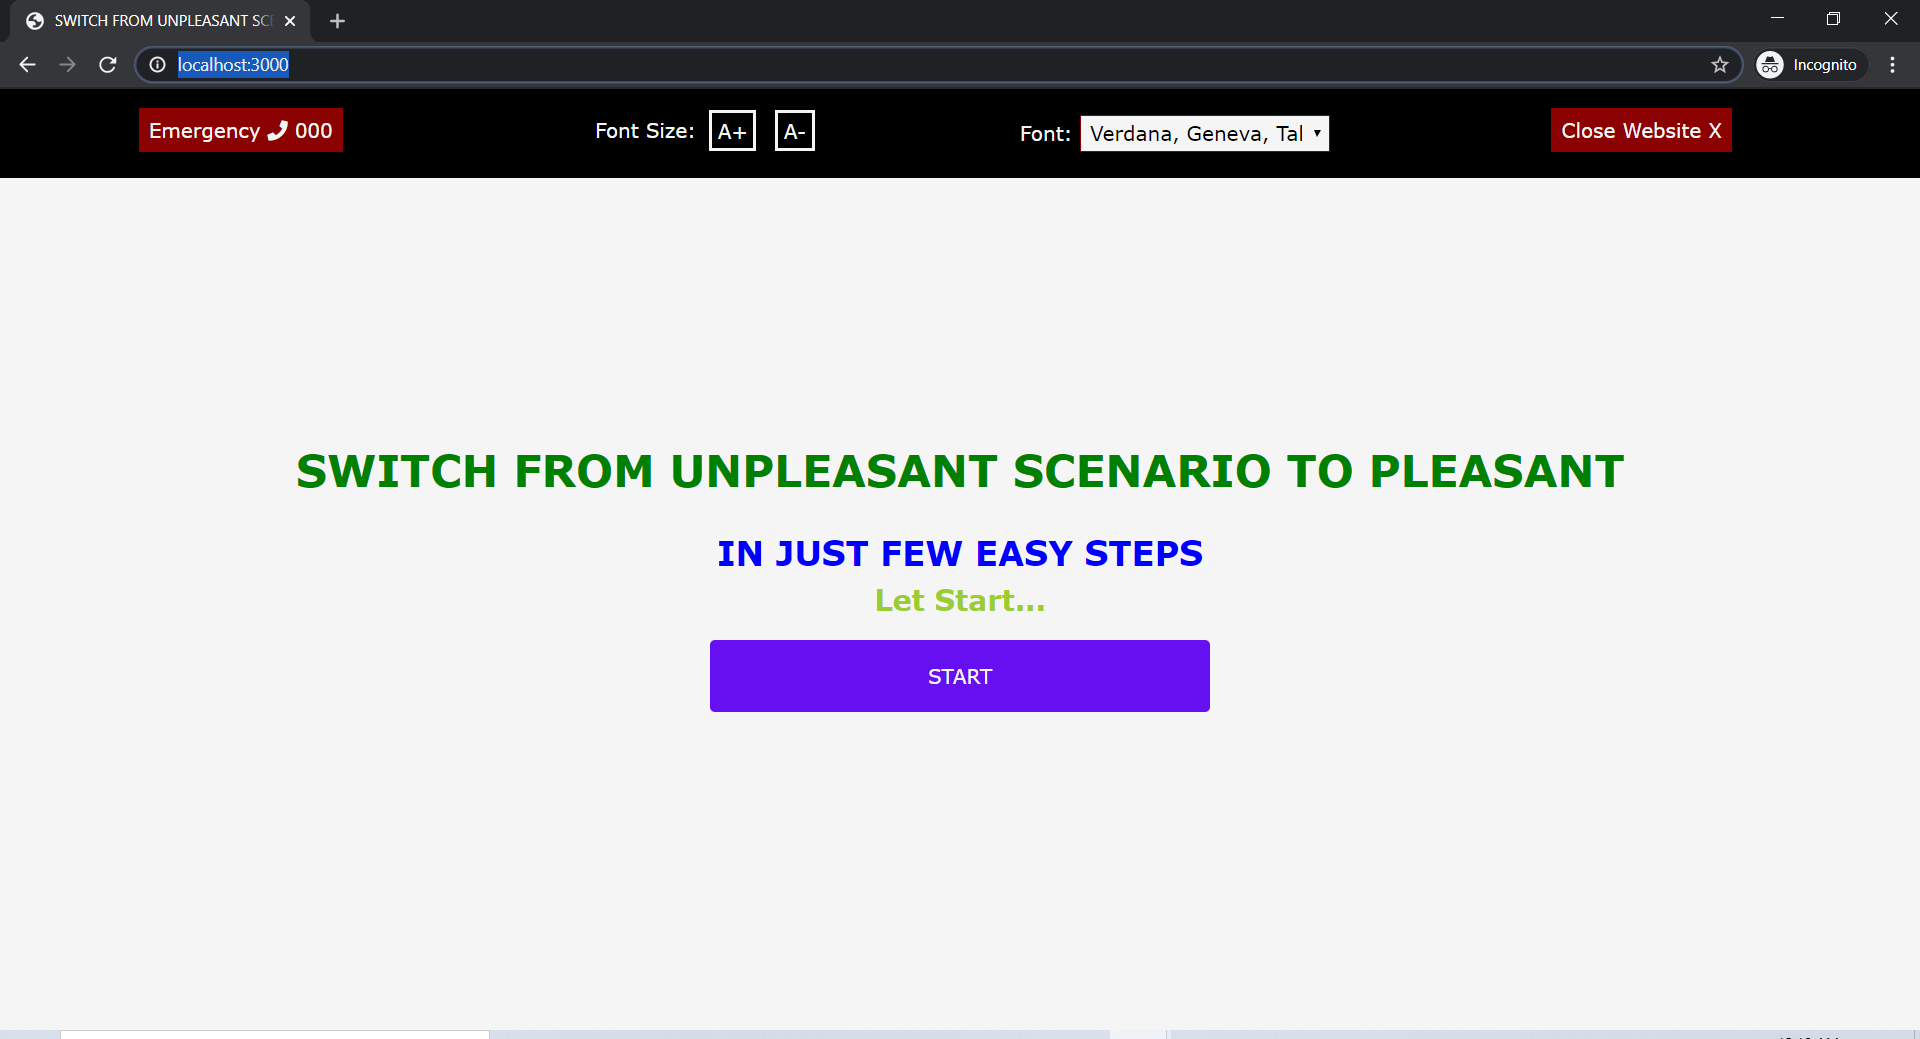 SWITCH FROM UNPLEASANT SCE
localhost:3000
Incognito
Emergency 000
Font Size: A+ A-
Font: Verdana, Geneva, Tal
Close Website X
SWITCH FROM UNPLEASANT SCENARIO TO PLEASANT
IN JUST FEW EASY STEPS
Let Start...
START